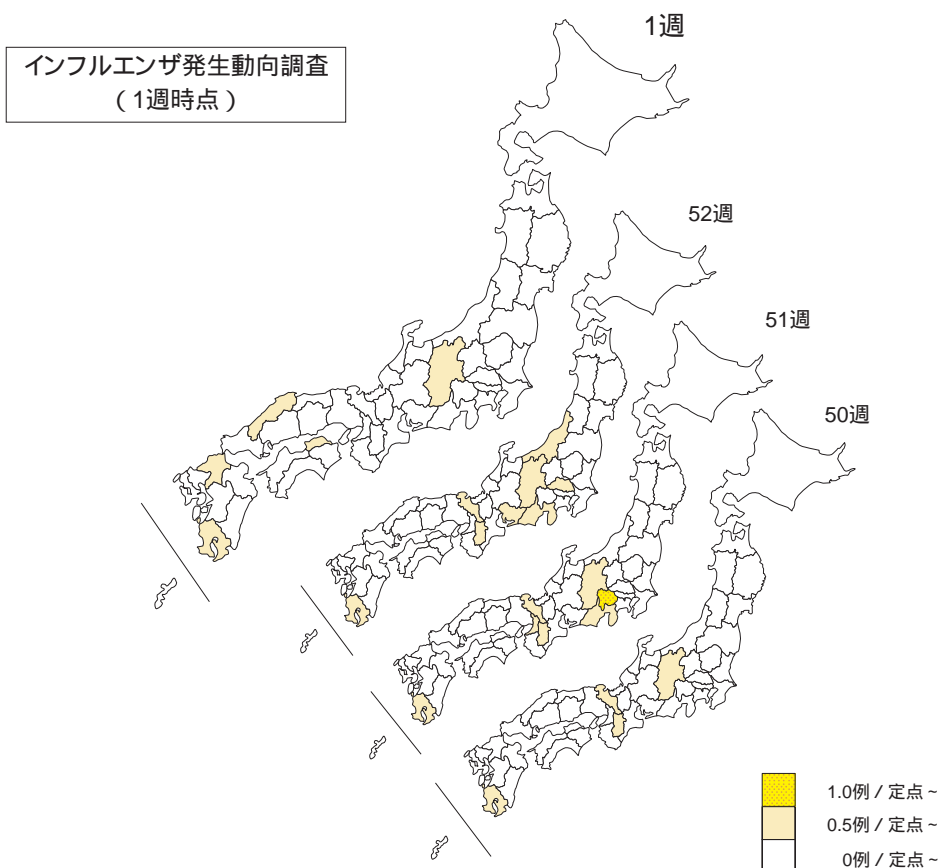 1週
インフルエンザ発生動向調査
( 1週時点 )
52週
51週
50週
1.0例 / 定点 ~
0.5例 / 定点 ~
0例 / 定点 ~